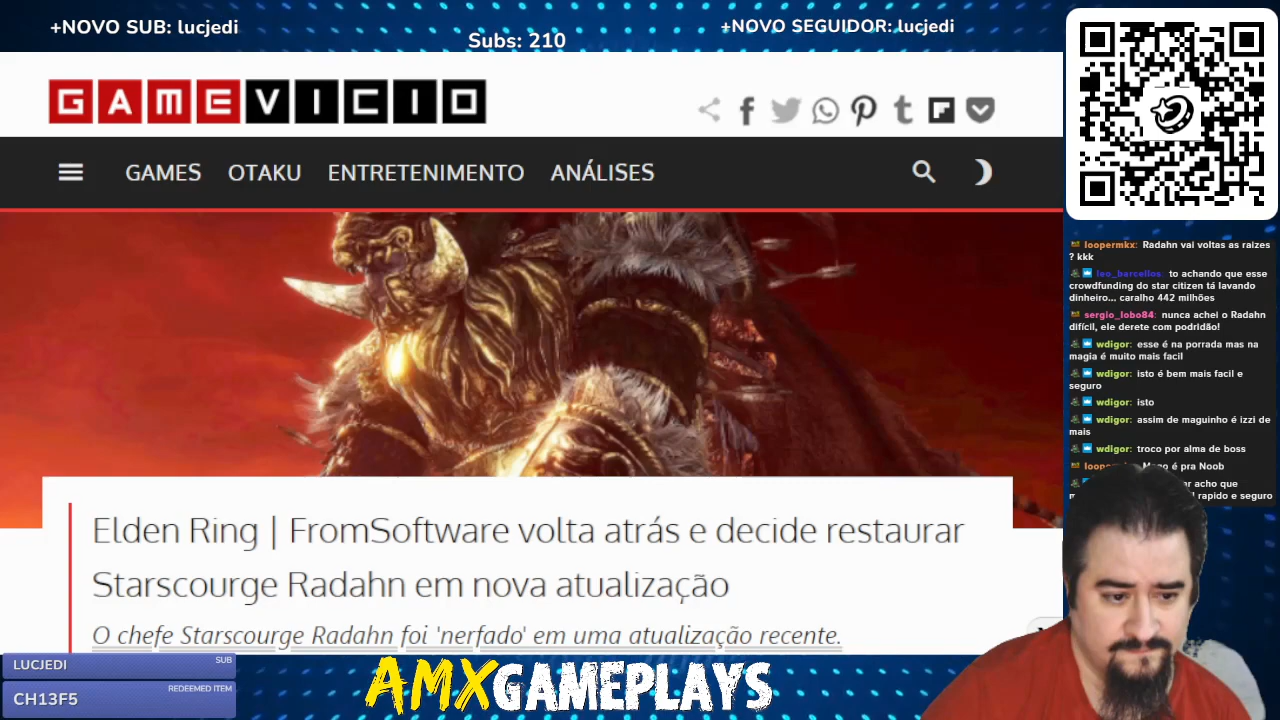 +NOVO SUB: lucjedi
Subs: 210
+NOVO SEGUIDOR: lucjedi
GAMEVICIO
GAMES OTAKU ENTRETENIMENTO ANÁLISES
Elden Ring | FromSoftware volta atrás e decide restaurar
Starscourge Radahn em nova atualização
O chefe Starscourge Radahn foi 'nerfado' em uma atualização recente.
loopermkx: Radahn vai voltas as raizes
? kkk
leo_barcellos: to achando que esse
crowdfunding do star citizen tá lavando
dinheiro... caralho 442 milhões
sergio_lobo84: nunca achei o Radahn
difícil, ele derete com podridão!
wdigor: esse é na porrada mas na
magia é muito mais facil
wdigor: isto é bem mais facil e
seguro
wdigor: isto
wdigor: assim de maguinho é izzi de
mais
wdigor: troco por alma de boss
é pra Noob
acho que
rapido e seguro
LUCJEDI SUB
CH13F5 REDEEMED ITEM
AMXGAMEPLAYS